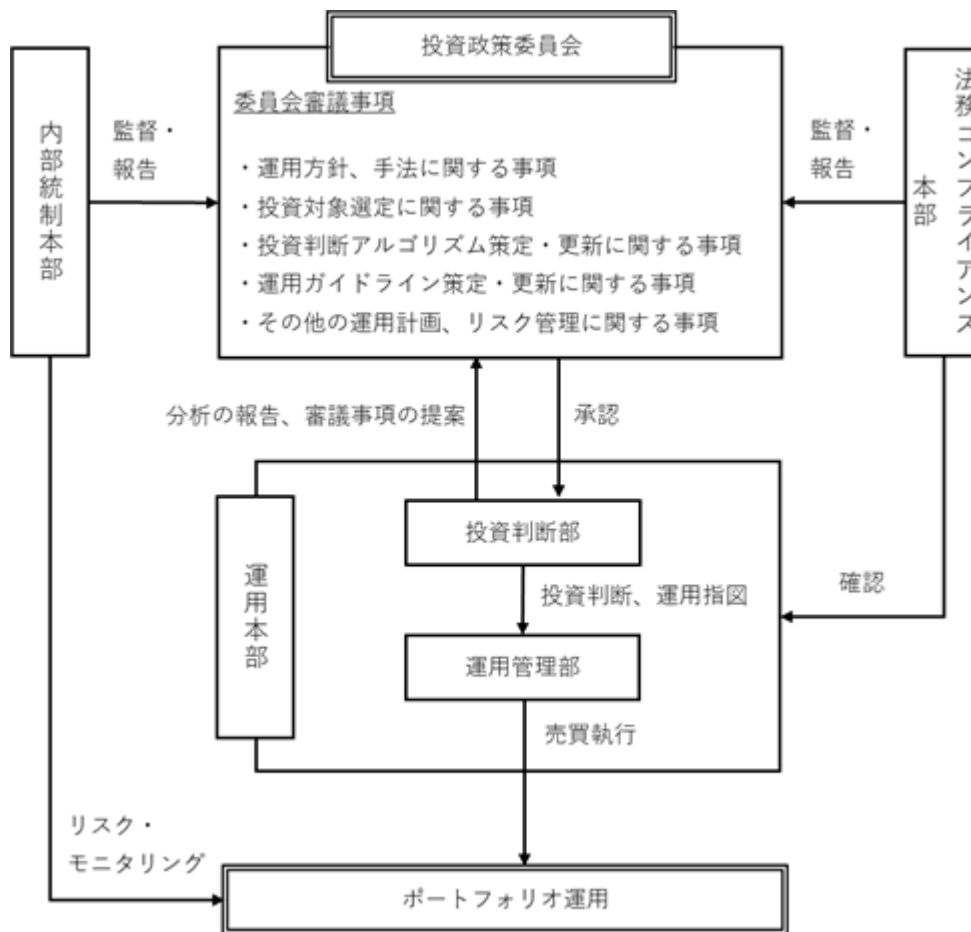 投資政策委員会
委員会審議事項
・運用方針、手法に関する事項
・投資対象選定に関する事項
・投資判断アルゴリズム策定・更新に関する事項
・運用ガイドライン策定・更新に関する事項
・その他の運用計画、リスク管理に関する事項
内部統制本部
監督・
報告
監督・
報告
法務コンプライアンス
本部
分析の報告、審議事項の提案
承認
運用本部
投資判断部
投資判断、運用指図
確認
運用管理部
売買執行
リスク・
モニタリング
ポートフォリオ運用